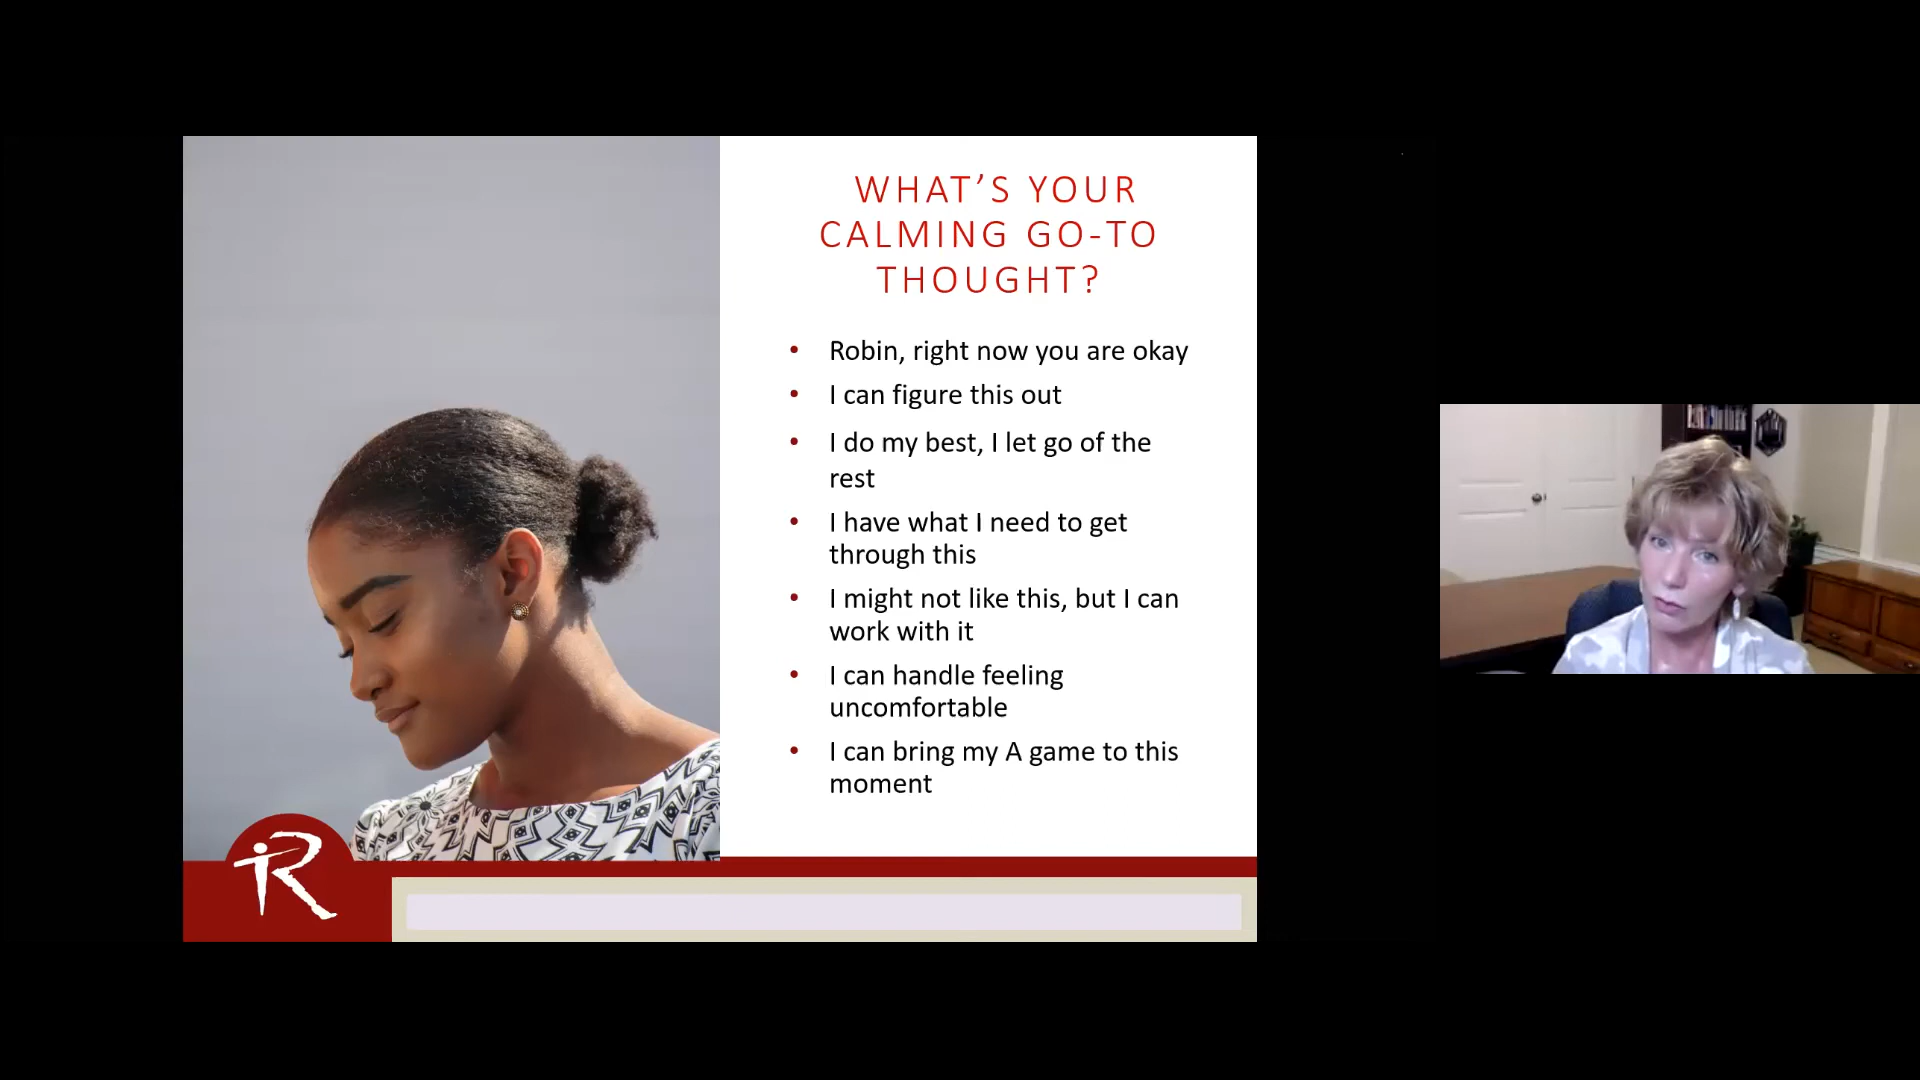 WHAT’S YOUR
CALMING GO-TO
THOUGHT?
• Robin, right now you are okay
• I can figure this out
• I do my best, I let go of the
rest
• I have what I need to get
through this
• I might not like this, but I can
work with it
• I can handle feeling
uncomfortable
• I can bring my A game to this
moment
R